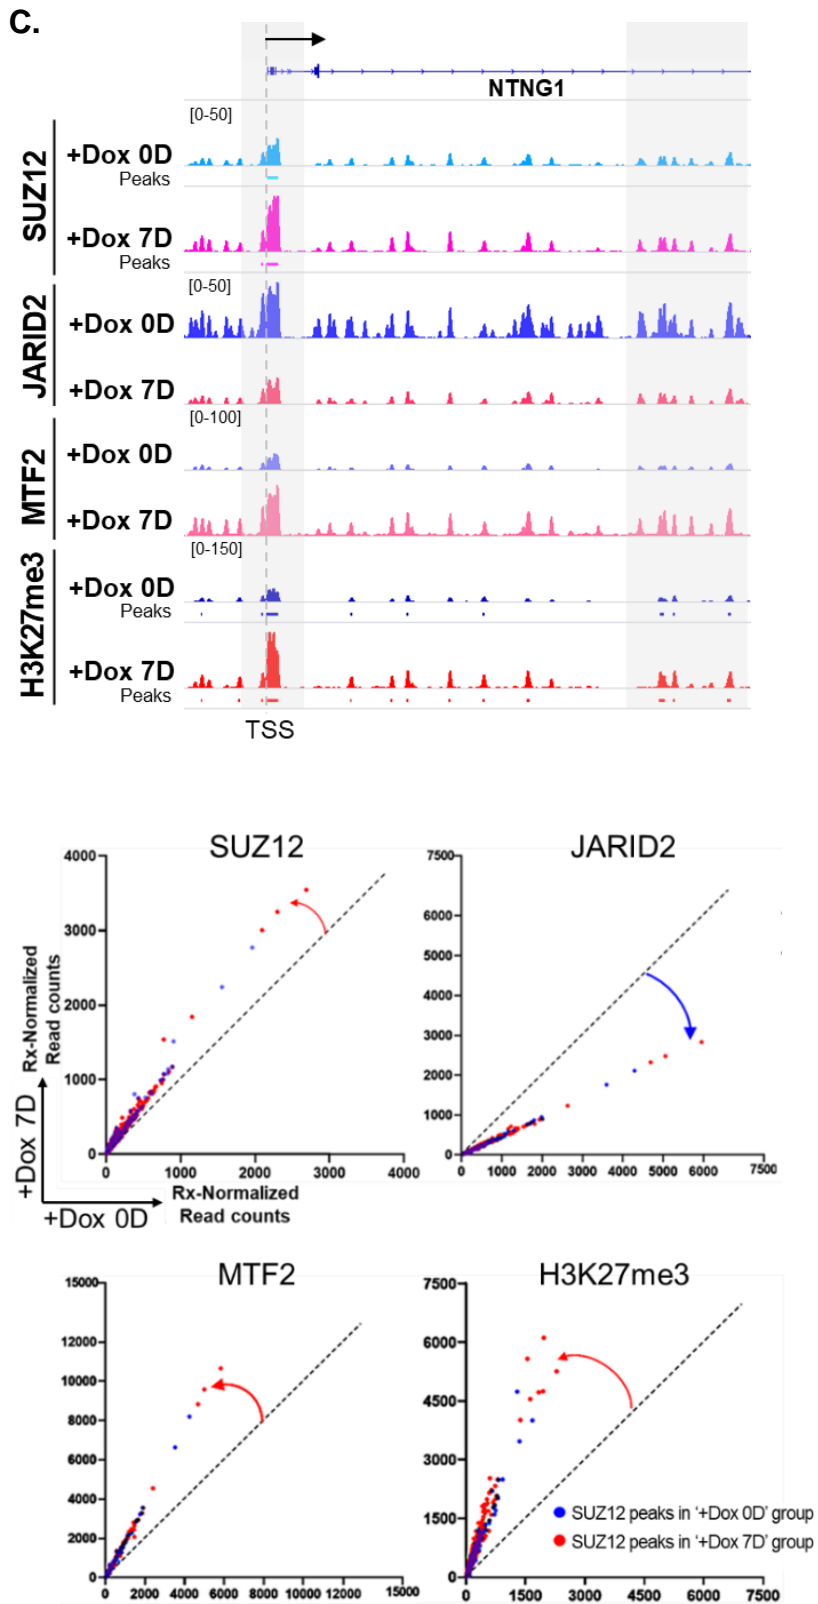 C.
NTNG1
[0-50]
SUZ12
+Dox 0D
Peaks
+Dox 7D
Peaks
[0-50]
JARID2
+Dox 0D
+Dox 7D
[0-100]
MTF2
+Dox 0D
+Dox 7D
[0-150]
H3K27me3
+Dox 0D
Peaks
+Dox 7D
Peaks
TSS
SUZ12
4000
3000
2000
1000
0
0 1000 2000 3000 4000
Rx-Normalized
Read counts
+Dox 7D
Rx-Normalized
Read counts
+Dox 0D
JARID2
7500
6000
5000
4000
3000
2000
1000
0
0 1000 2000 3000 4000 5000 6000 7500
MTF2
15000
12000
10000
8000
6000
4000
2000
0
0 2000 4000 6000 8000 10000 12000 15000
H3K27me3
7500
6000
4500
3000
1500
0
0 1500 3000 4500 6000 7500
SUZ12 peaks in '+Dox 0D' group
SUZ12 peaks in '+Dox 7D' group